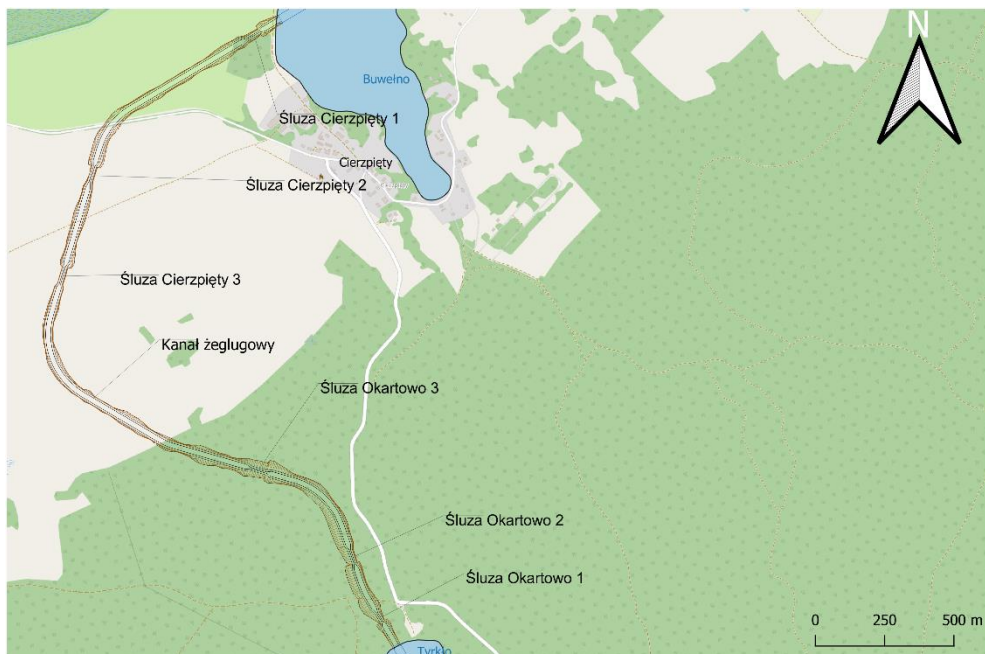 N
Buwełno
Śluza Cierzpięty 1
Cierzpięty
Śluza Cierzpięty 2
Śluza Cierzpięty 3
Kanał żeglugowy
Śluza Okartowo 3
Śluza Okartowo 2
Śluza Okartowo 1
0 250 500 m
Tyrkło